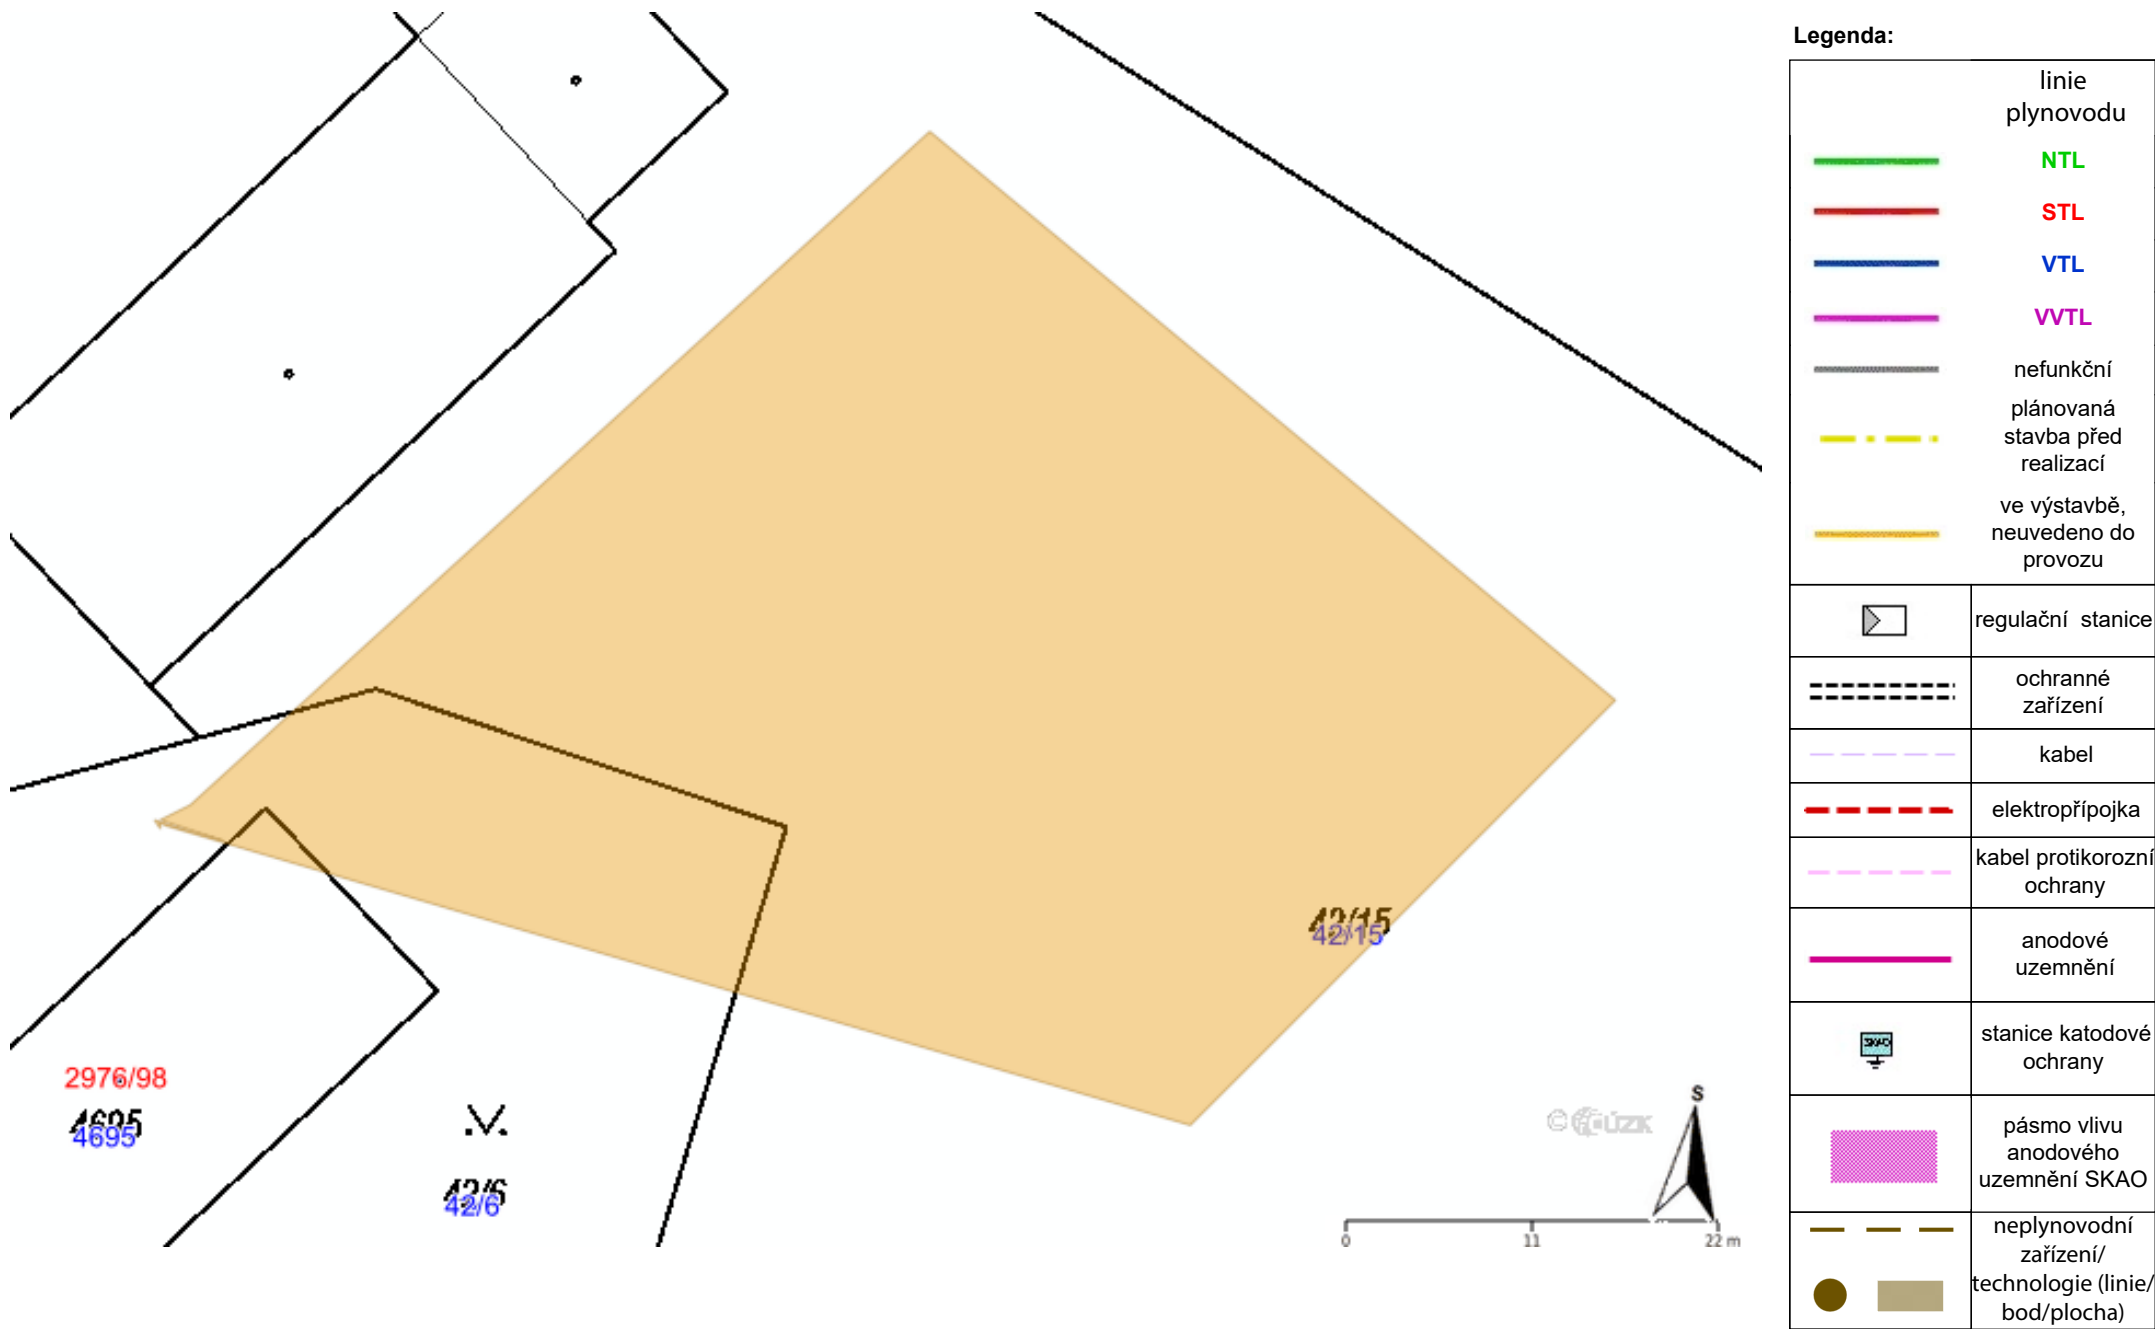 Legenda:
linie
plynovodu
NTL
STL
VTL
VVTL
nefunkční
plánovaná
stavba před
realizací
ve výstavbě,
neuvedeno do
provozu
regulační stanice
ochranné
zařízení
kabel
elektropřípojka
kabel protikorozní
ochrany
anodové
uzemnění
SKAO
stanice katodové
ochrany
pásmo vlivu
anodového
uzemnění SKAO
neplynovodní
zařízení/
technologie (linie/
bod/plocha)
42/15
42/15
2976/98
4695
4695
42/6
42/6
S
© ČÚZK
0 11 22 m